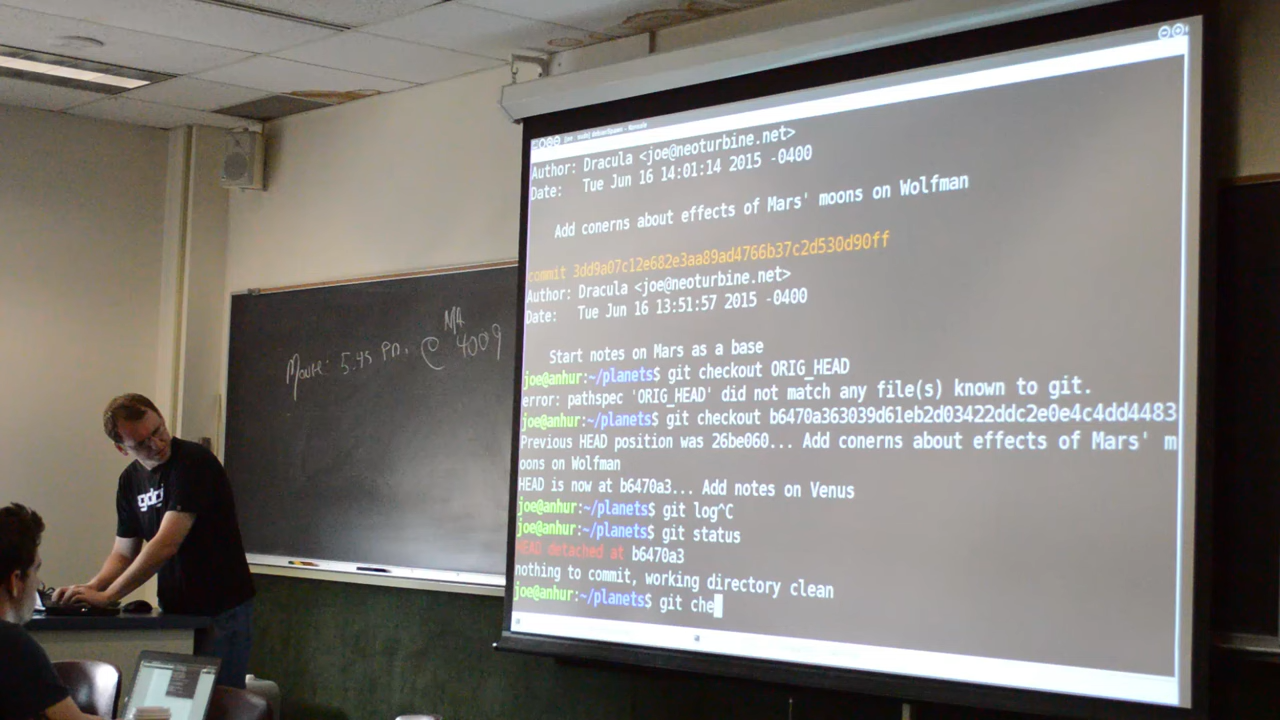 Author: Dracula <joe@neoturbine.net>
Date: Tue Jun 16 14:01:14 2015 -0400
Add conerns about effects of Mars' moons on Wolfman
commit 3dd9a07c12e682e3aa89ad4766b37c2d530d90ff
Author: Dracula <joe@neoturbine.net>
Date: Tue Jun 16 13:51:57 2015 -0400
Start notes on Mars as a base
joe@anhur:~/planets$ git checkout ORIG_HEAD
error: pathspec 'ORIG_HEAD' did not match any file(s) known to git.
joe@anhur:~/planets$ git checkout b6470a363039d61eb2d03422ddc2e0e4c4dd4483
Previous HEAD position was 26be060... Add conerns about effects of Mars' m
oons on Wolfman
HEAD is now at b6470a3... Add notes on Venus
joe@anhur:~/planets$ git log^C
joe@anhur:~/planets$ git status
HEAD detached at b6470a3
nothing to commit, working directory clean
joe@anhur:~/planets$ git che
5:45 PM. @ MA
4009